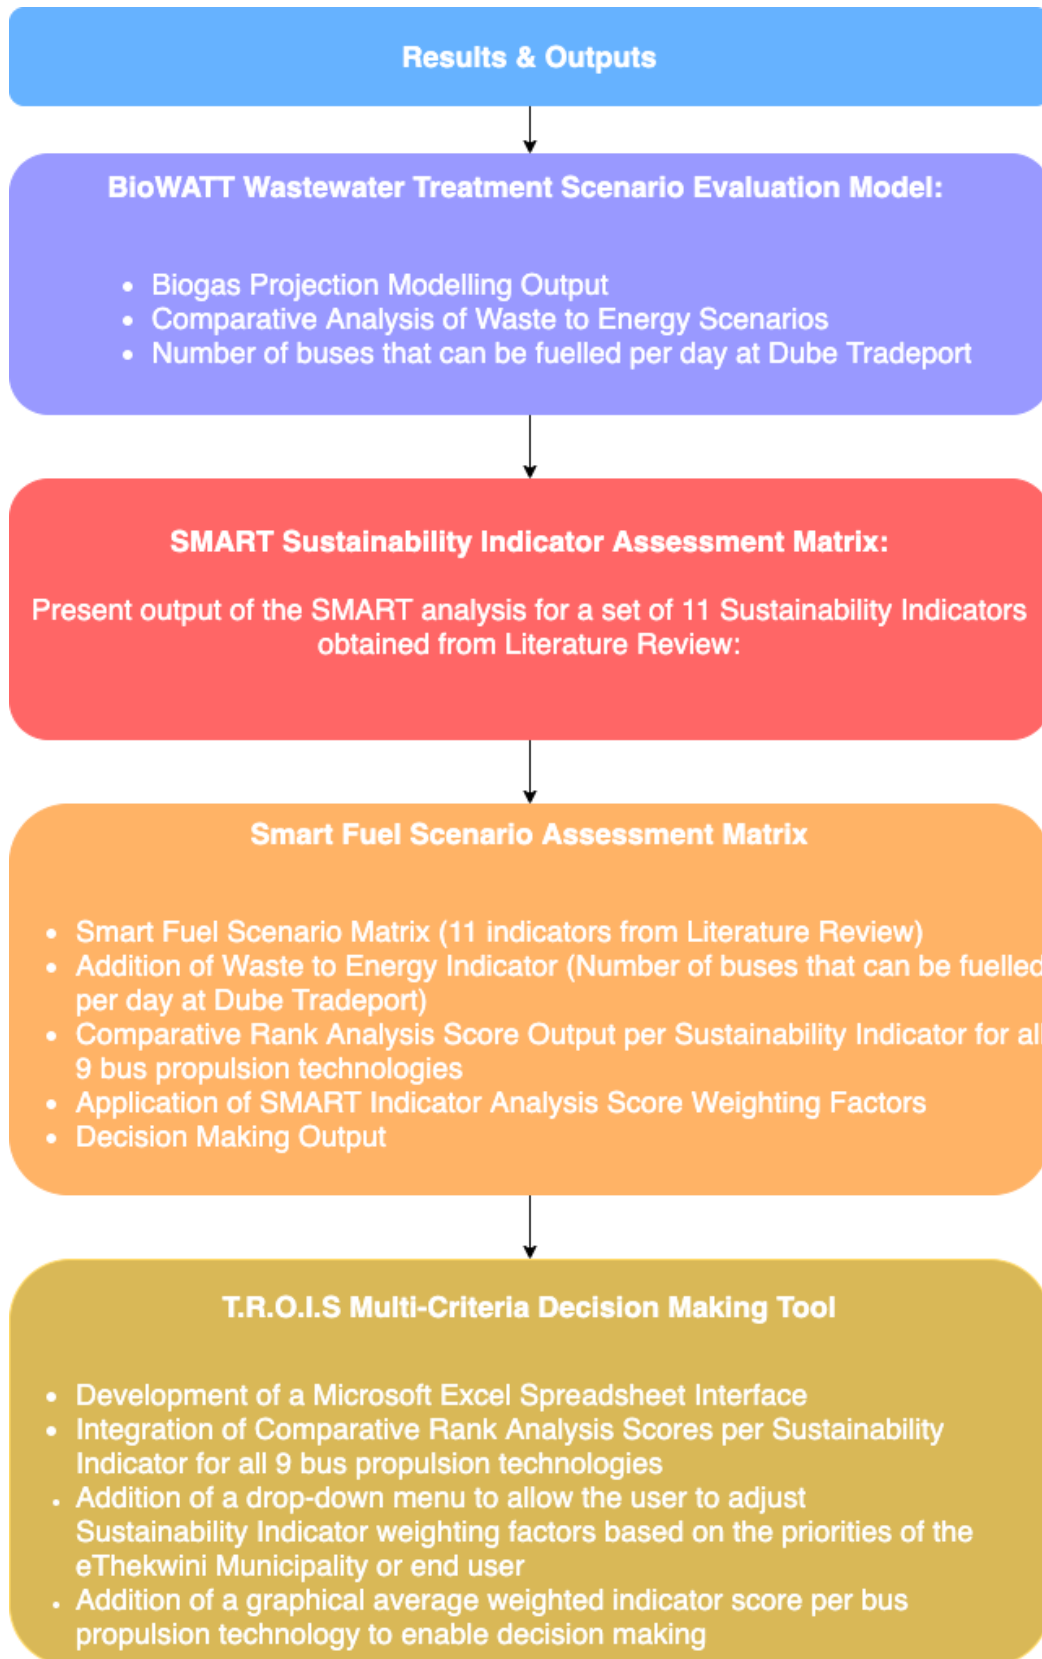 Results & Outputs
BioWATT Wastewater Treatment Scenario Evaluation Model:
• Biogas Projection Modelling Output
• Comparative Analysis of Waste to Energy Scenarios
• Number of buses that can be fuelled per day at Dube Tradeport
SMART Sustainability Indicator Assessment Matrix:
Present output of the SMART analysis for a set of 11 Sustainability Indicators
obtained from Literature Review:
Smart Fuel Scenario Assessment Matrix
• Smart Fuel Scenario Matrix (11 indicators from Literature Review)
• Addition of Waste to Energy Indicator (Number of buses that can be fuelled
per day at Dube Tradeport)
• Comparative Rank Analysis Score Output per Sustainability Indicator for all
9 bus propulsion technologies
• Application of SMART Indicator Analysis Score Weighting Factors
• Decision Making Output
T.R.O.I.S Multi-Criteria Decision Making Tool
• Development of a Microsoft Excel Spreadsheet Interface
• Integration of Comparative Rank Analysis Scores per Sustainability
Indicator for all 9 bus propulsion technologies
• Addition of a drop-down menu to allow the user to adjust
Sustainability Indicator weighting factors based on the priorities of the
eThekwini Municipality or end user
• Addition of a graphical average weighted indicator score per bus
propulsion technology to enable decision making